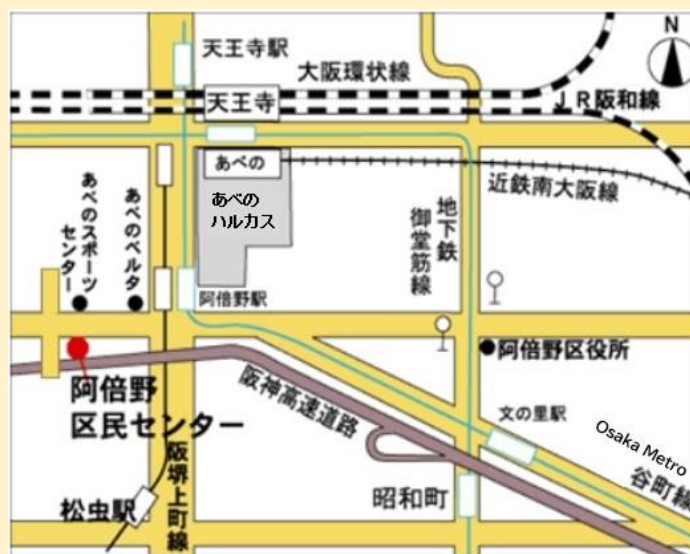 天王寺駅
N
大阪環状線
天王寺
JR阪和線
あべの
近鉄南大阪線
あべの
ハルカス
地下鉄
御堂筋線
あべのスポーツ
センター
あべのベルタ
阿倍野駅
阿倍野区役所
阿倍野
区民センター
阪神高速道路
文の里駅
Osaka Metro
谷町線
昭和町
阪堺上町線
松虫駅